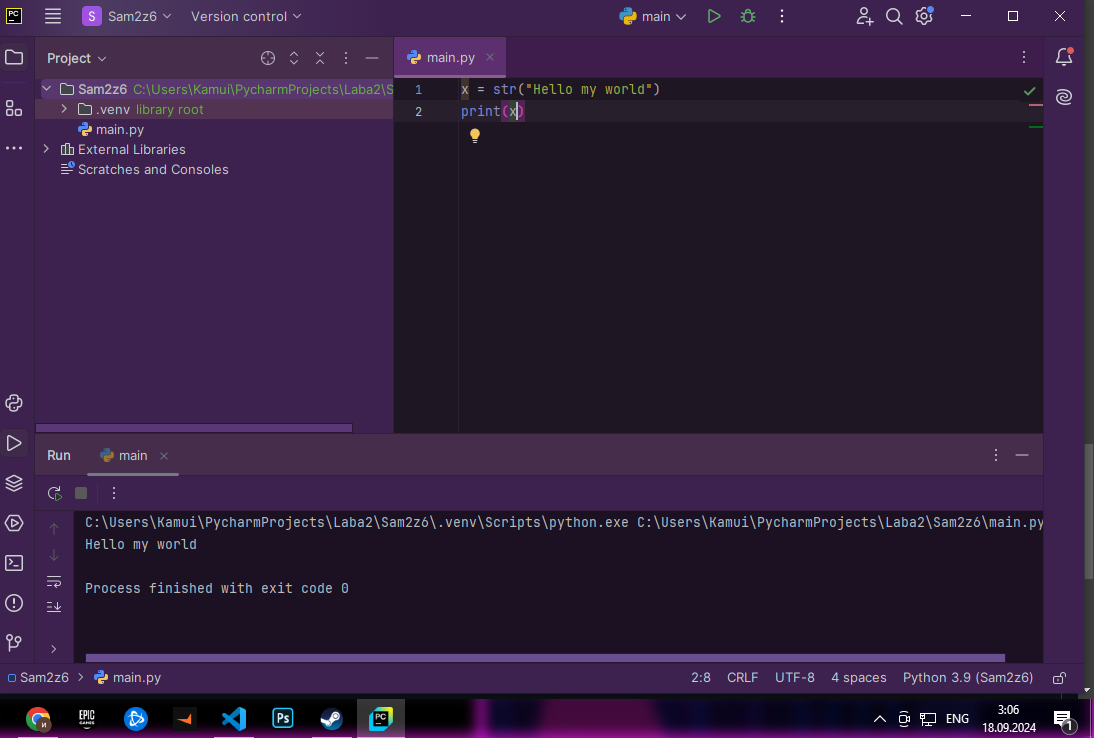 PC S Sam2z6 Version control main
Project
main.py
Sam2z6 C:\Users\Kamui\PycharmProjects\Laba2\S
.venv library root
main.py
External Libraries
Scratches and Consoles
1 x = str("Hello my world")
2 print(x)
Run main
C:\Users\Kamui\PycharmProjects\Laba2\Sam2z6\.venv\Scripts\python.exe C:\Users\Kamui\PycharmProjects\Laba2\Sam2z6\main.py
Hello my world
Process finished with exit code 0
Sam2z6 main.py 2:8 CRLF UTF-8 4 spaces Python 3.9 (Sam2z6)
И EPIC GAMES Ps PC ENG 3:06 1
18.09.2024